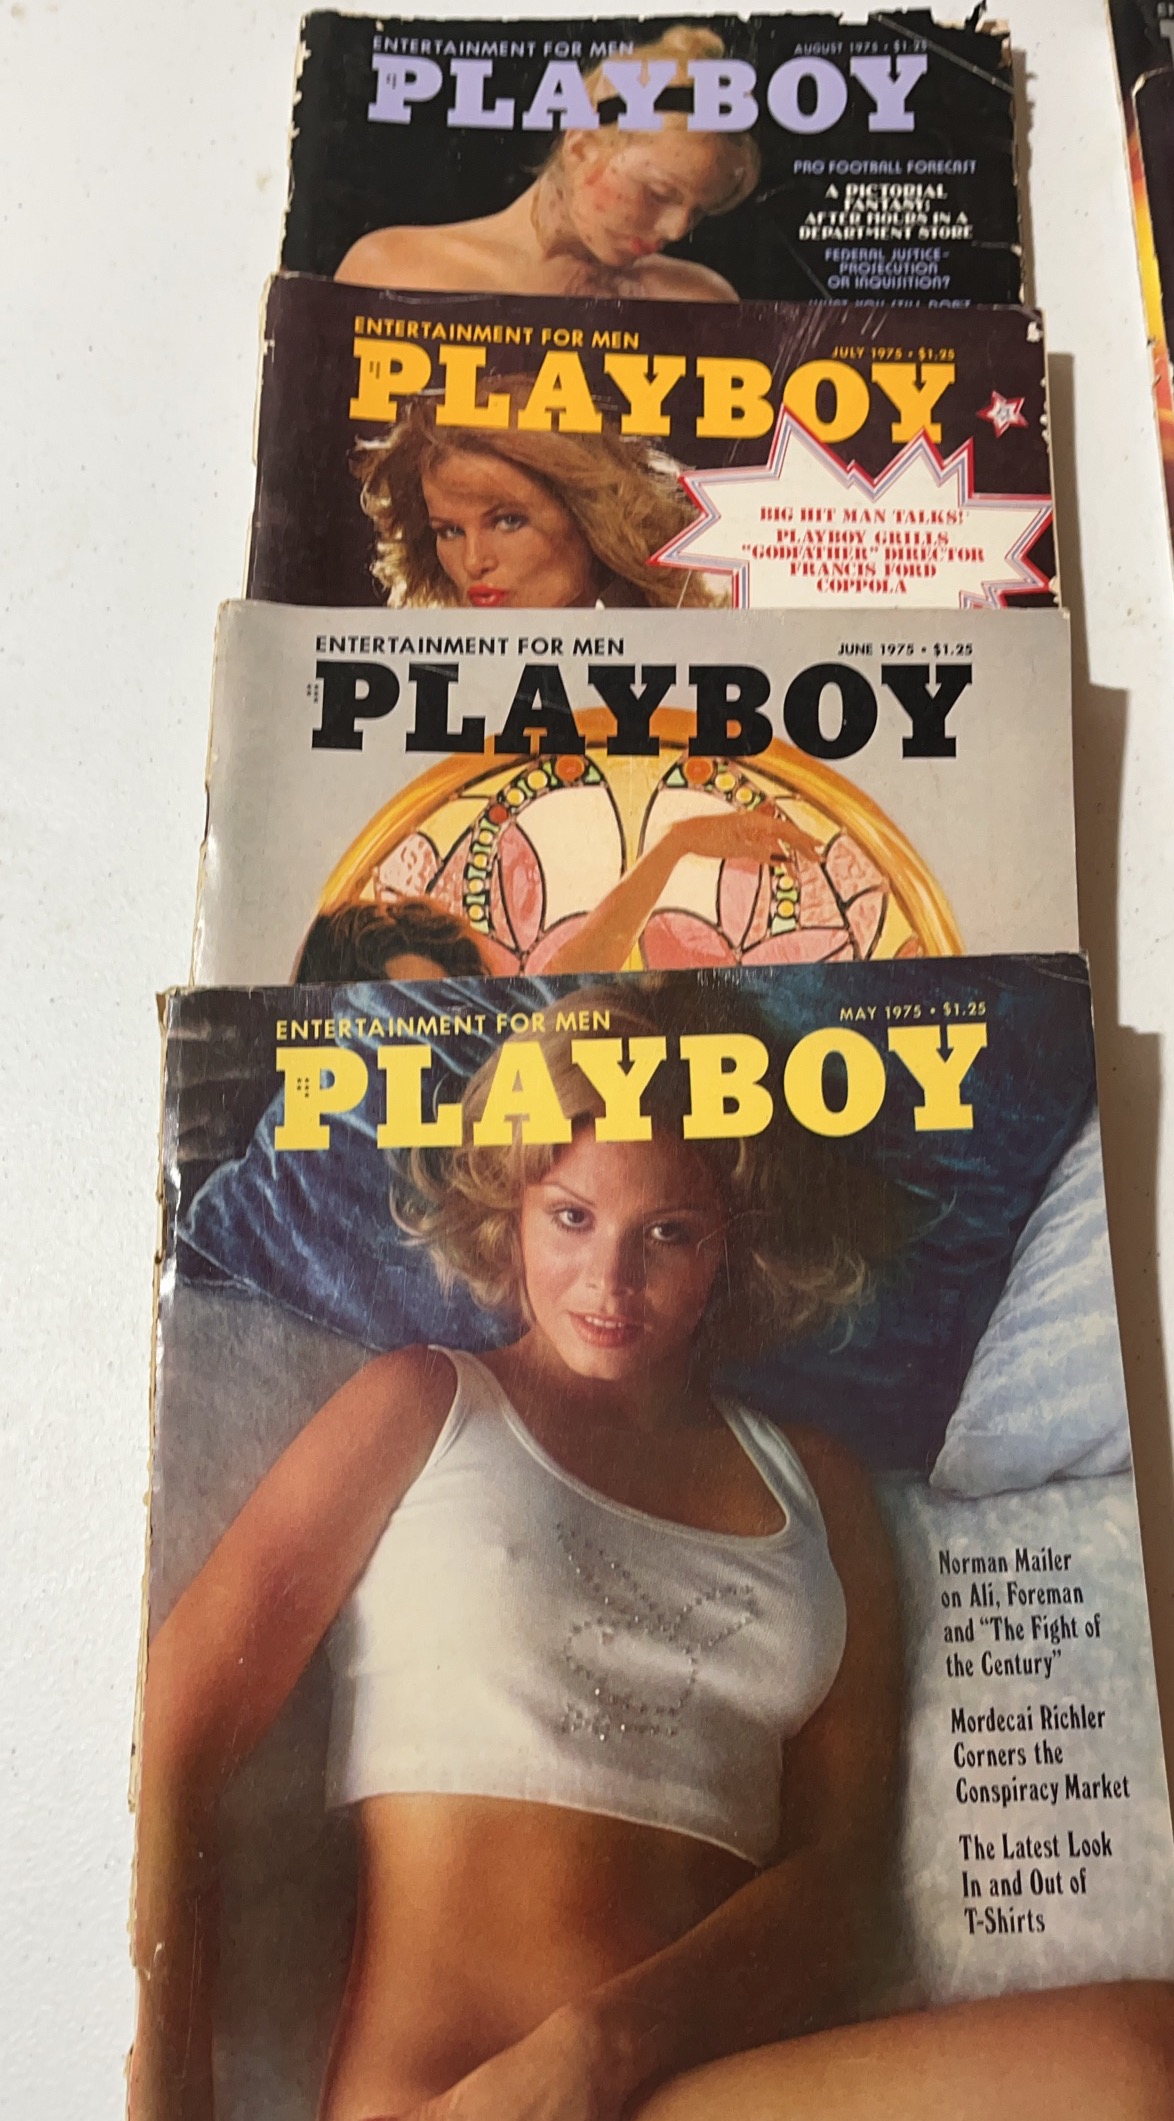 ENTERTAINMENT FOR MEN
AUGUST 1975 • $1.25
PLAYBOY
PRO FOOTBALL FORECAST
A PICTORIAL
FANTASY:
AFTER HOURS IN A
DEPARTMENT STORE
FEDERAL JUSTICE–
PROSECUTION
OR INQUISITION?
WHAT YOU STILL DON'T
ENTERTAINMENT FOR MEN
JULY 1975 • $1.25
PLAYBOY
BIG HIT MAN TALKS!
PLAYBOY GRILLS
"GODFATHER" DIRECTOR
FRANCIS FORD
COPPOLA
ENTERTAINMENT FOR MEN
JUNE 1975 • $1.25
PLAYBOY
ENTERTAINMENT FOR MEN
MAY 1975 • $1.25
PLAYBOY
Norman Mailer
on Ali, Foreman
and "The Fight of
the Century"
Mordecai Richler
Corners the
Conspiracy Market
The Latest Look
In and Out of
T-Shirts